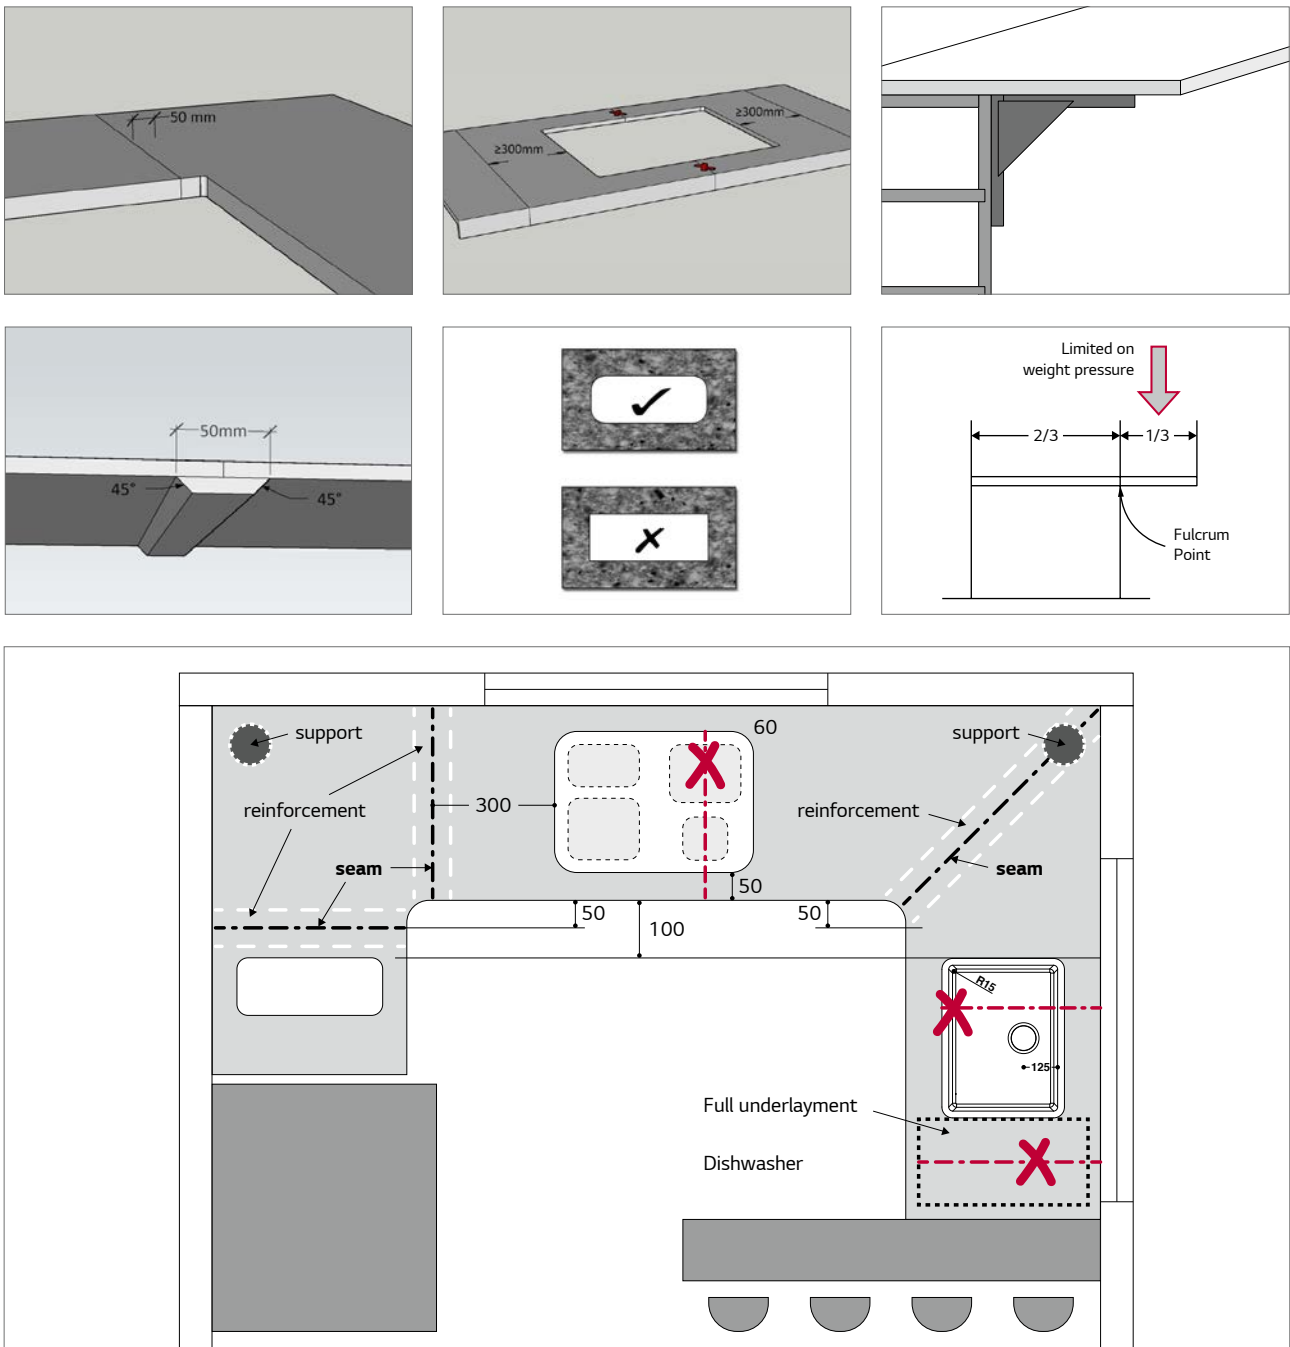 50 mm
≥300mm
≥300mm
50mm
45°
45°
Limited on
weight pressure
2/3
1/3
Fulcrum
Point
60
support
support
300
reinforcement
reinforcement
seam
seam
50
50
50
100
R15
125
Full underlayment
Dishwasher